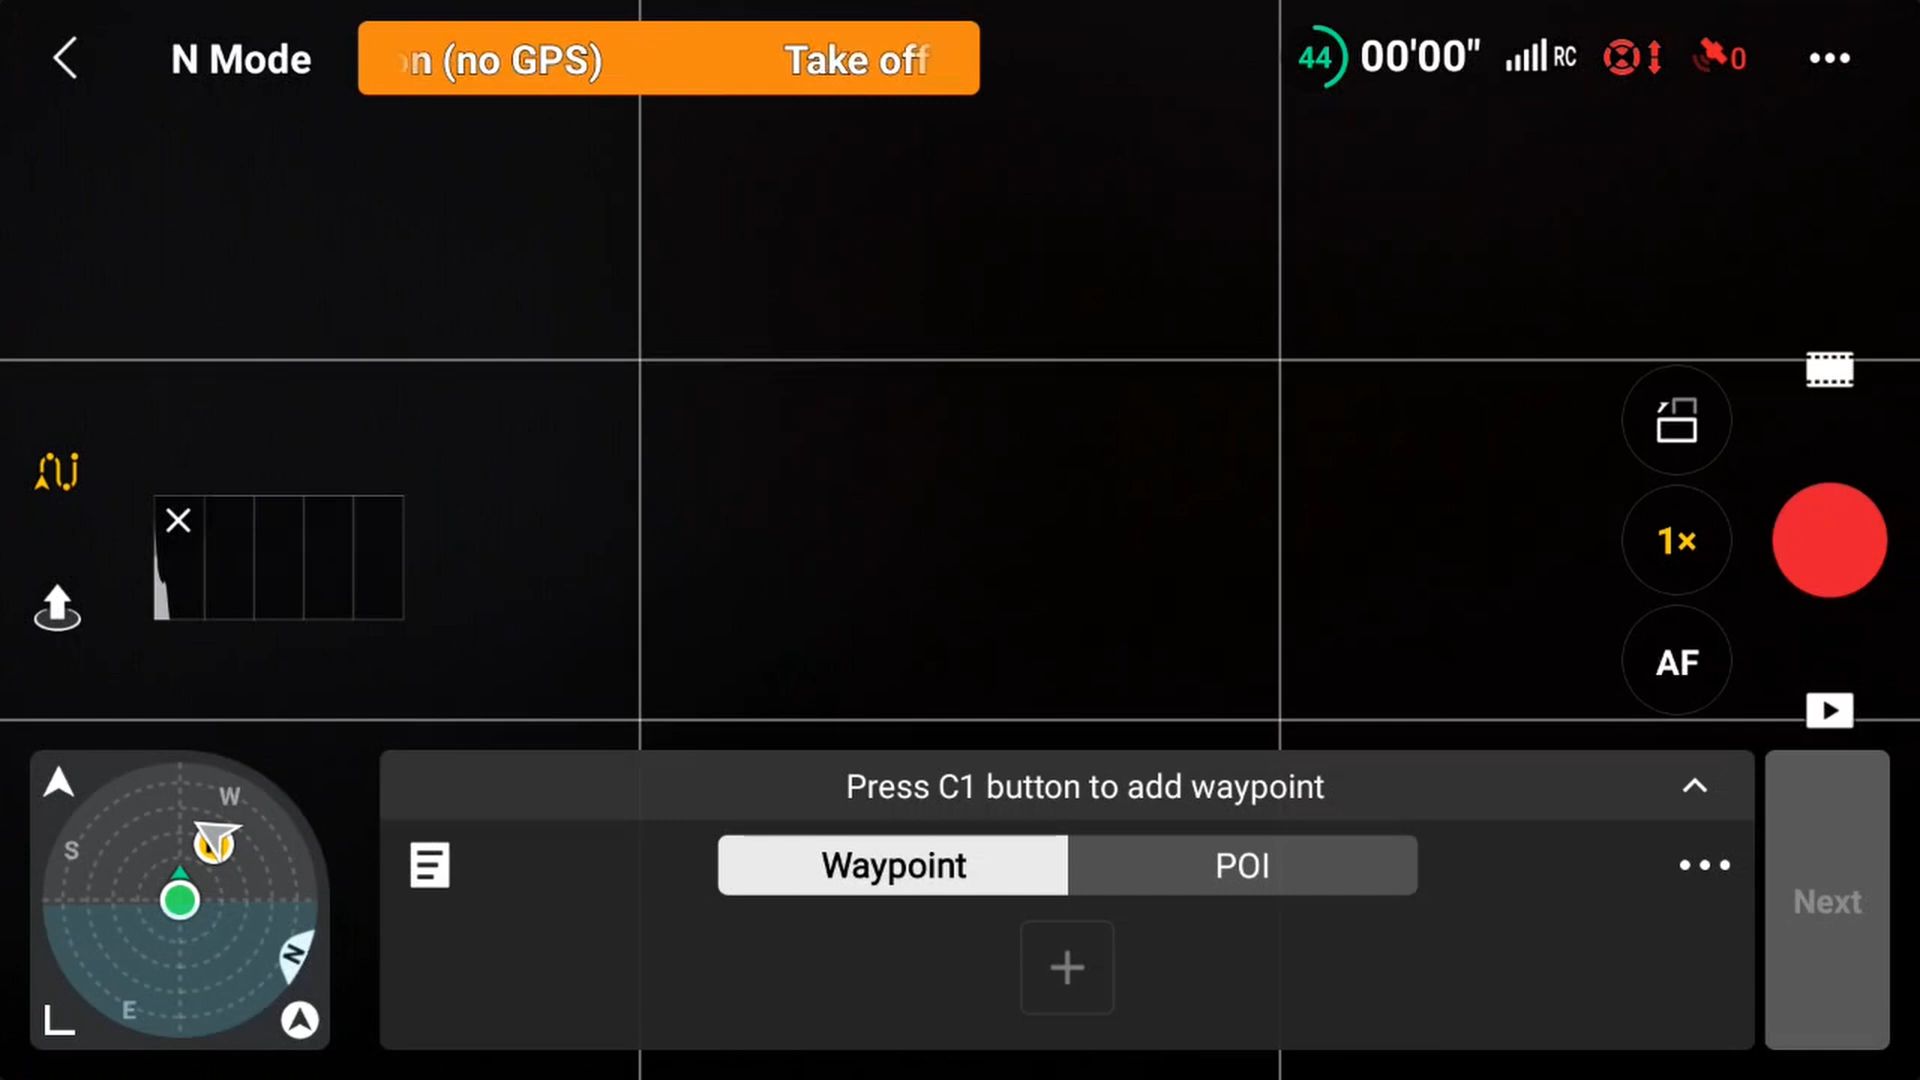 N Mode
n (no GPS) Take off
44 00'00" RC 0
1×
AF
W
S
N
E
Press C1 button to add waypoint
Waypoint POI
Next